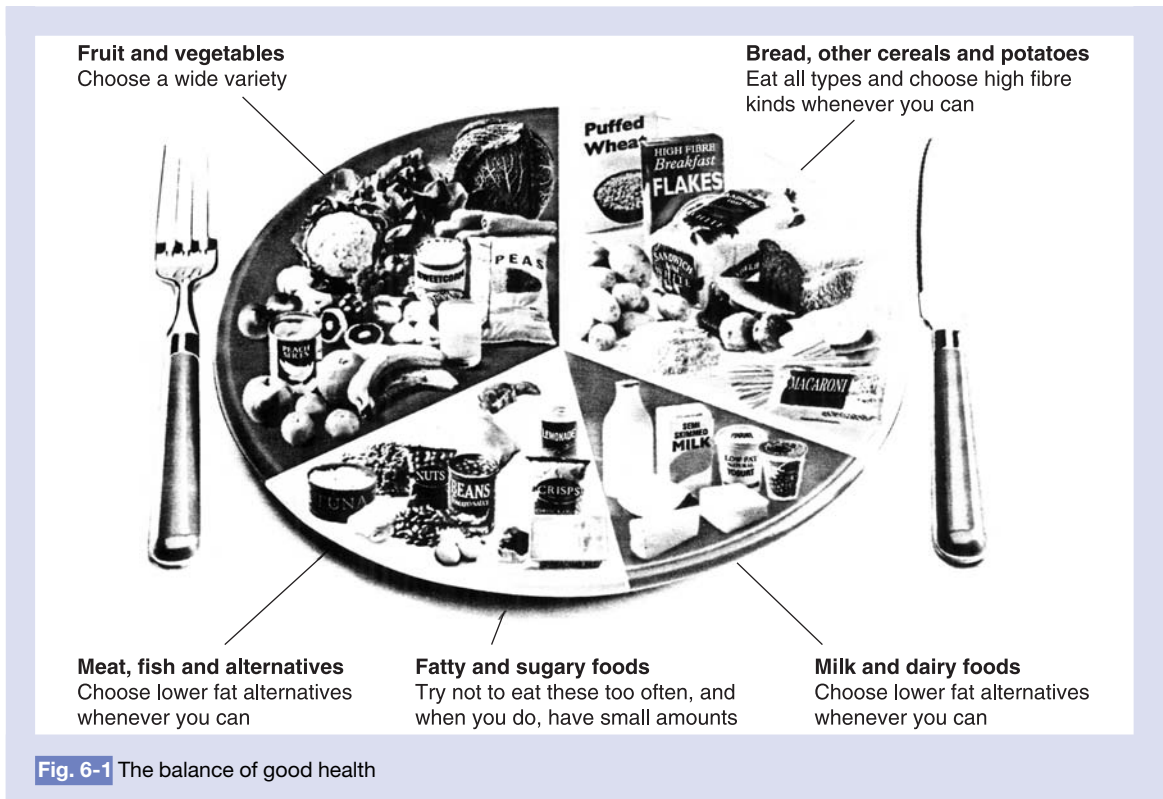 Fruit and vegetables
Choose a wide variety
Bread, other cereals and potatoes
Eat all types and choose high fibre
kinds whenever you can
Puffed
Wheat
HIGH FIBRE
Breakfast
FLAKES
PEAS
SWEETCORN
SANDWICH
PEACH
SLICES
MACARONI
LEMONADE
SEMI
SKIMMED
MILK
LOW FAT
YOGURT
NUTS
BEANS
CRISPS
TUNA
Meat, fish and alternatives
Choose lower fat alternatives
whenever you can
Fatty and sugary foods
Try not to eat these too often, and
when you do, have small amounts
Milk and dairy foods
Choose lower fat alternatives
whenever you can
Fig. 6-1 The balance of good health